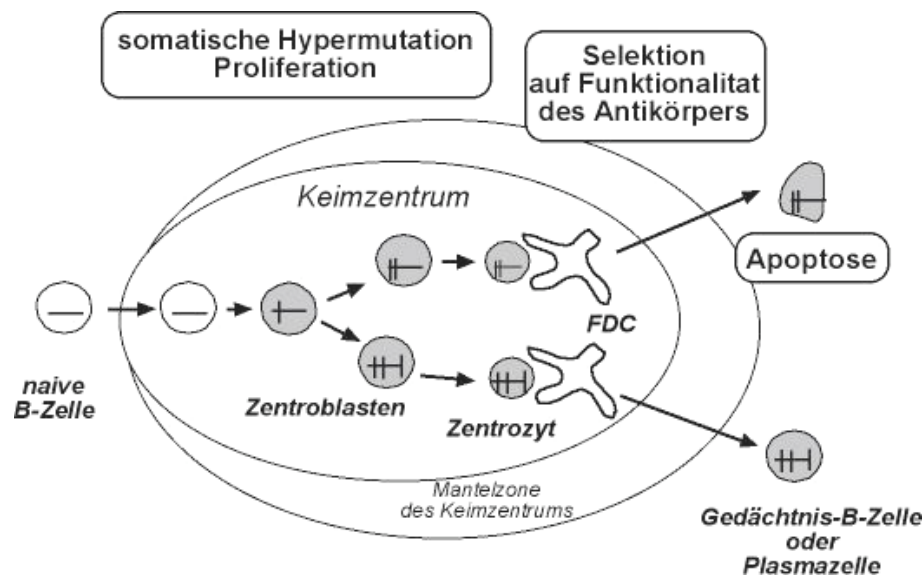 somatische Hypermutation
Proliferation
Selektion
auf Funktionalitat
des Antikörpers
Keimzentrum
Apoptose
FDC
naive
B-Zelle
Zentroblasten
Zentrozyt
Mantelzone
des Keimzentrums
Gedächtnis-B-Zelle
oder
Plasmazelle